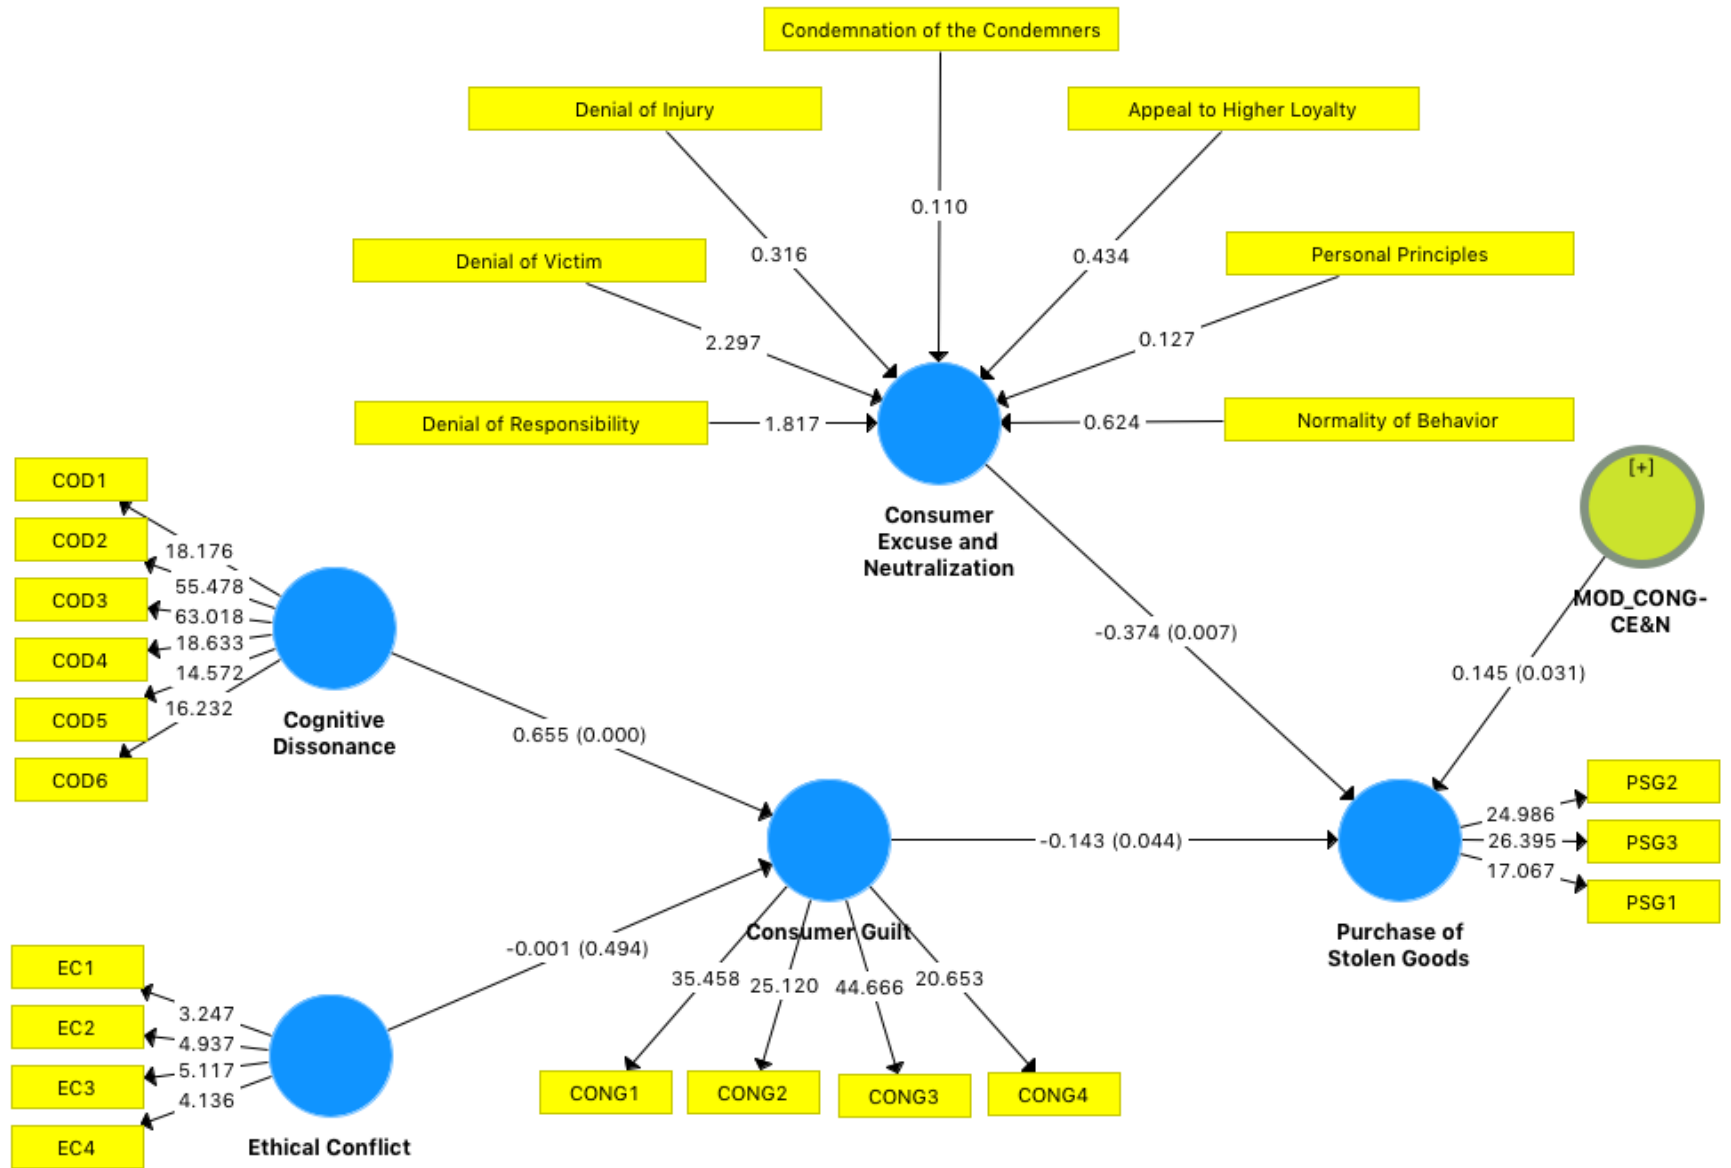 Condemnation of the Condemners
Denial of Injury
Appeal to Higher Loyalty
0.110
Denial of Victim
0.316
0.434
Personal Principles
2.297
0.127
Denial of Responsibility
1.817
0.624
Normality of Behavior
[+]
COD1
COD2
COD3
COD4
COD5
COD6
18.176
55.478
63.018
18.633
14.572
16.232
Cognitive
Dissonance
Consumer
Excuse and
Neutralization
MOD_CONG-
CE&N
-0.374 (0.007)
0.145 (0.031)
0.655 (0.000)
-0.143 (0.044)
-0.001 (0.494)
Consumer Guilt
24.986
26.395
17.067
PSG2
PSG3
PSG1
Purchase of
Stolen Goods
EC1
EC2
EC3
EC4
3.247
4.937
5.117
4.136
Ethical Conflict
35.458
25.120
44.666
20.653
CONG1
CONG2
CONG3
CONG4